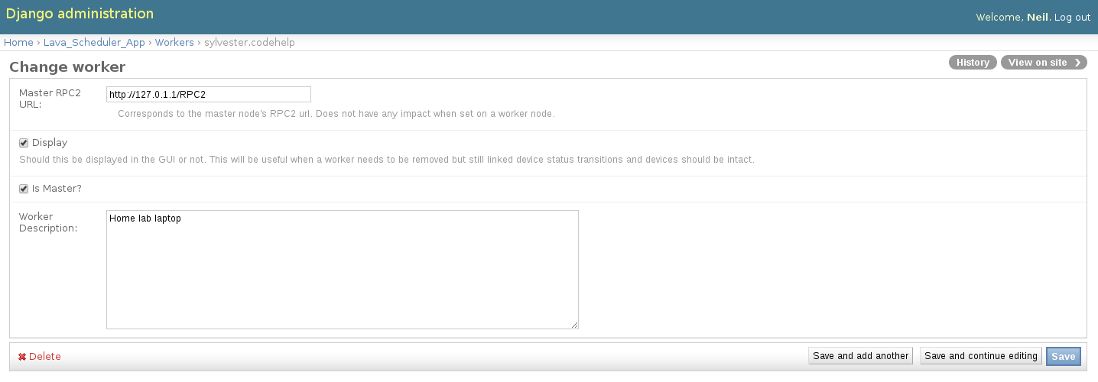 Django administration
Welcome, Neil. Log out
Home › Lava_Scheduler_App › Workers › sylvester.codehelp
Change worker
History
View on site
Master RPC2
URL:
http://127.0.1.1/RPC2
Corresponds to the master node's RPC2 url. Does not have any impact when set on a worker node.
Display
Should this be displayed in the GUI or not. This will be useful when a worker needs to be removed but still linked device status transitions and devices should be intact.
Is Master?
Worker
Description:
Home lab laptop
Delete
Save and add another
Save and continue editing
Save